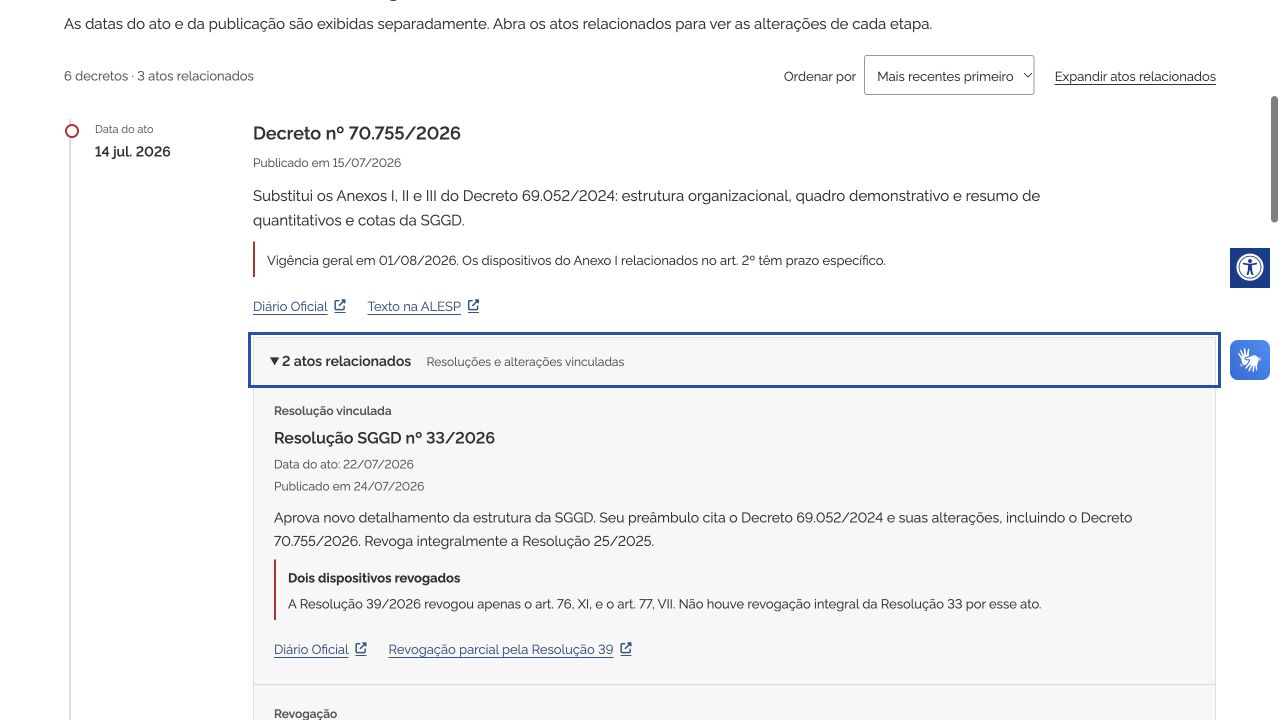 As datas do ato e da publicação são exibidas separadamente. Abra os atos relacionados para ver as alterações de cada etapa.
6 decretos · 3 atos relacionados
Ordenar por
Mais recentes primeiro
Expandir atos relacionados
Data do ato
14 jul. 2026
Decreto nº 70.755/2026
Publicado em 15/07/2026
Substitui os Anexos I, II e III do Decreto 69.052/2024: estrutura organizacional, quadro demonstrativo e resumo de
quantitativos e cotas da SGGD.
Vigência geral em 01/08/2026. Os dispositivos do Anexo I relacionados no art. 2º têm prazo específico.
Diário Oficial
Texto na ALESP
2 atos relacionados
Resoluções e alterações vinculadas
Resolução vinculada
Resolução SGGD nº 33/2026
Data do ato: 22/07/2026
Publicado em 24/07/2026
Aprova novo detalhamento da estrutura da SGGD. Seu preâmbulo cita o Decreto 69.052/2024 e suas alterações, incluindo o Decreto
70.755/2026. Revoga integralmente a Resolução 25/2025.
Dois dispositivos revogados
A Resolução 39/2026 revogou apenas o art. 76, XI, e o art. 77, VII. Não houve revogação integral da Resolução 33 por esse ato.
Diário Oficial
Revogação parcial pela Resolução 39
Revogação